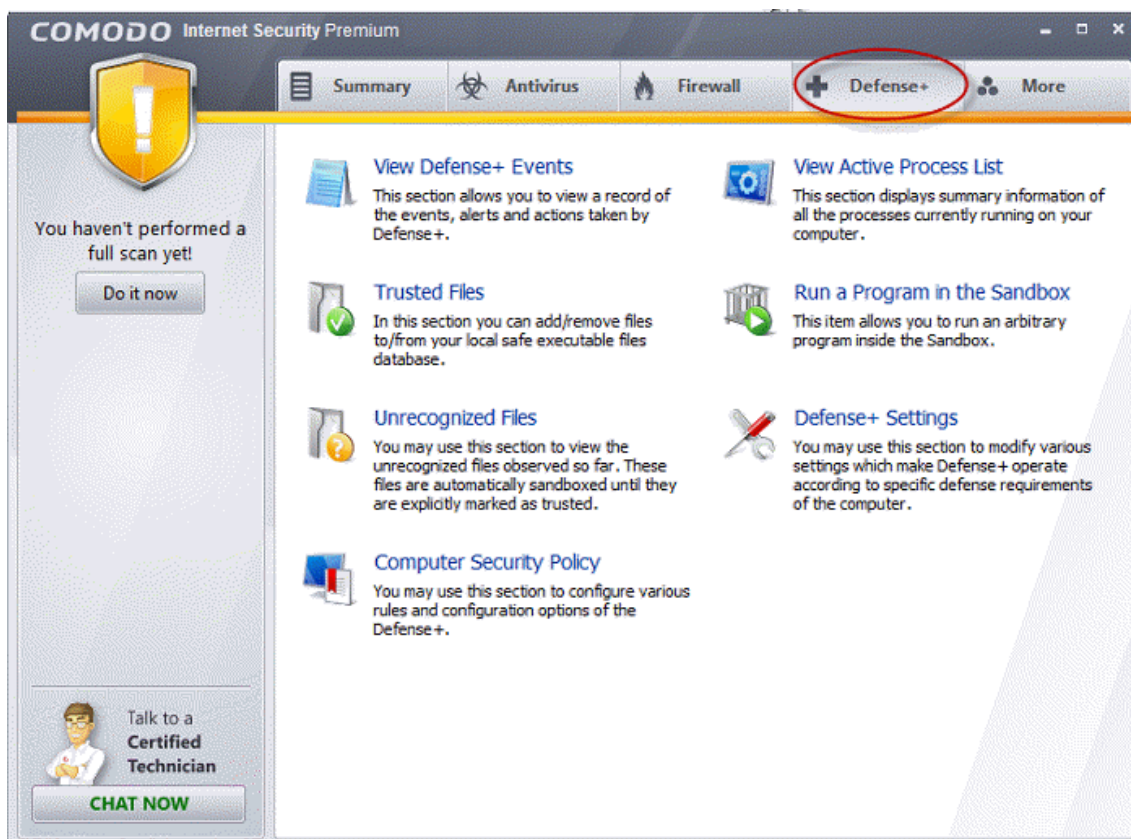 COMODO Internet Security Premium
Summary
Antivirus
Firewall
Defense+
More
You haven't performed a
full scan yet!
Do it now
View Defense+ Events
This section allows you to view a record of
the events, alerts and actions taken by
Defense+.
View Active Process List
This section displays summary information of
all the processes currently running on your
computer.
Trusted Files
In this section you can add/remove files
to/from your local safe executable files
database.
Run a Program in the Sandbox
This item allows you to run an arbitrary
program inside the Sandbox.
Unrecognized Files
You may use this section to view the
unrecognized files observed so far. These
files are automatically sandboxed until they
are explicitly marked as trusted.
Defense+ Settings
You may use this section to modify various
settings which make Defense+ operate
according to specific defense requirements
of the computer.
Computer Security Policy
You may use this section to configure various
rules and configuration options of the
Defense+.
Talk to a
Certified
Technician
CHAT NOW